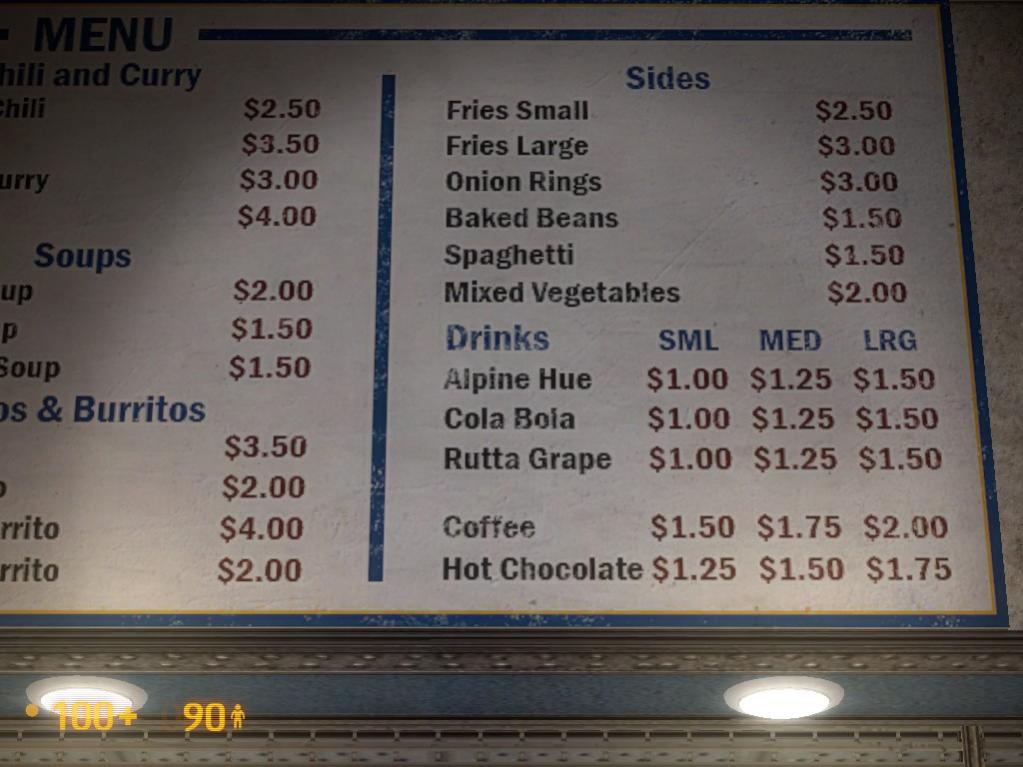 MENU
hili and Curry
Chili $2.50
$3.50
urry $3.00
$4.00
Soups
up $2.00
p $1.50
Soup $1.50
os & Burritos
$3.50
o $2.00
rrito $4.00
rrito $2.00
Sides
Fries Small $2.50
Fries Large $3.00
Onion Rings $3.00
Baked Beans $1.50
Spaghetti $1.50
Mixed Vegetables $2.00
Drinks SML MED LRG
Alpine Hue $1.00 $1.25 $1.50
Cola Bola $1.00 $1.25 $1.50
Rutta Grape $1.00 $1.25 $1.50
Coffee $1.50 $1.75 $2.00
Hot Chocolate $1.25 $1.50 $1.75
100+ 90